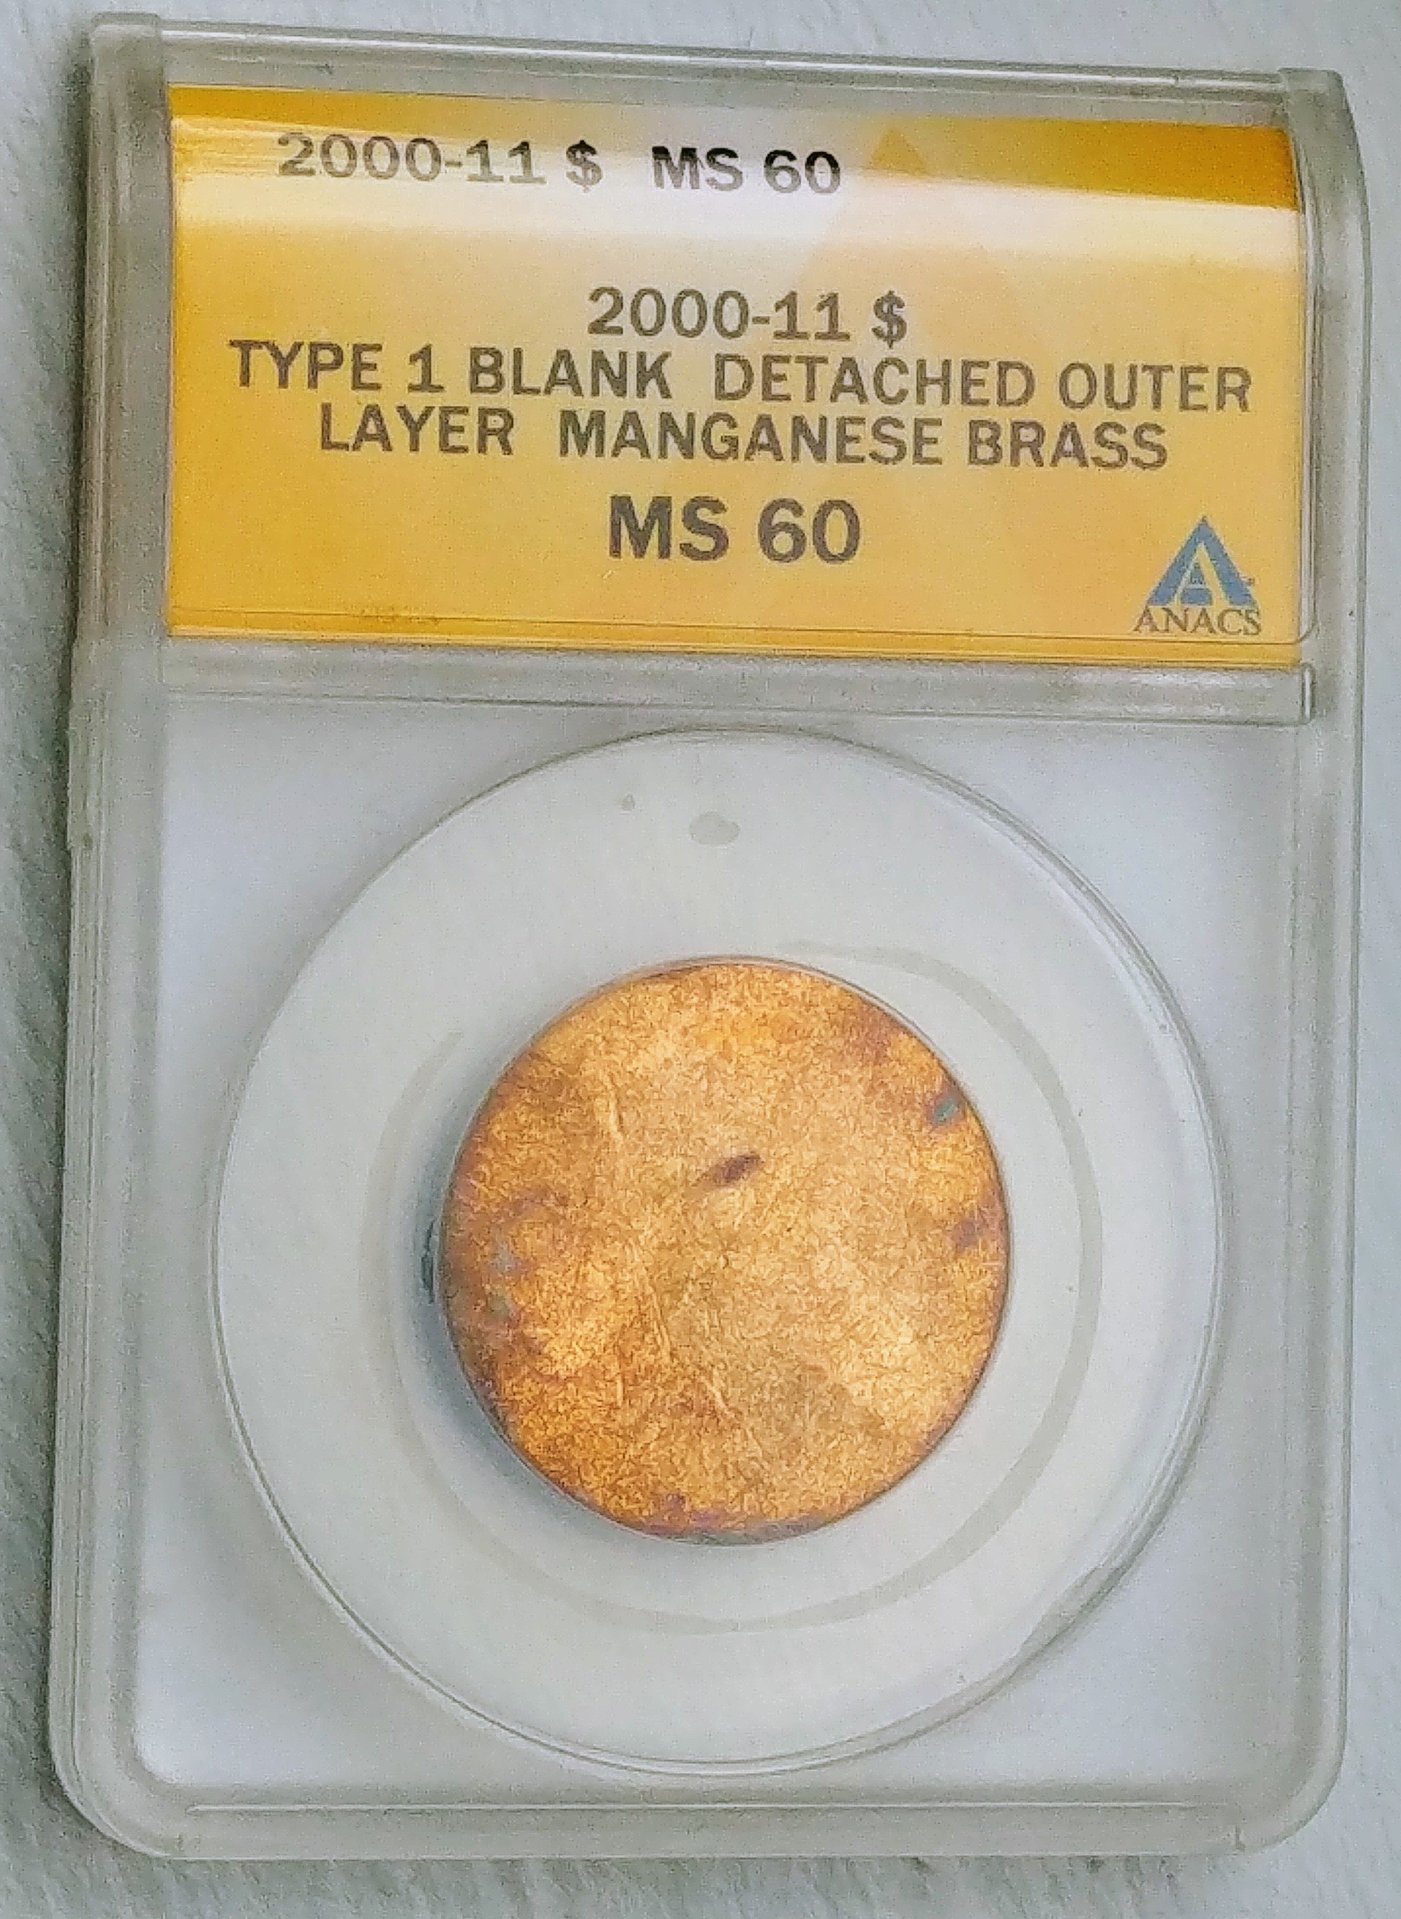 2000-11 $ MS 60
2000-11 $
TYPE 1 BLANK DETACHED OUTER
LAYER MANGANESE BRASS
MS 60
ANACS